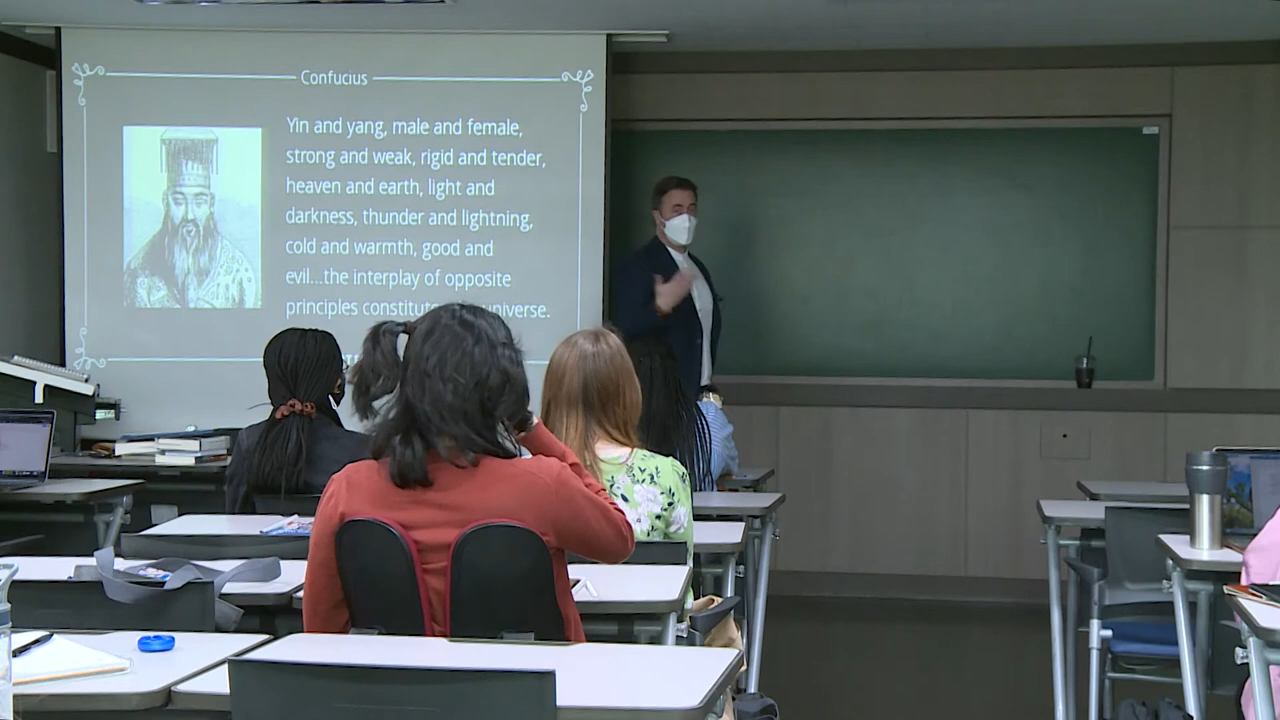 Confucius
Yin and yang, male and female,
strong and weak, rigid and tender,
heaven and earth, light and
darkness, thunder and lightning,
cold and warmth, good and
evil...the interplay of opposite
principles universe.